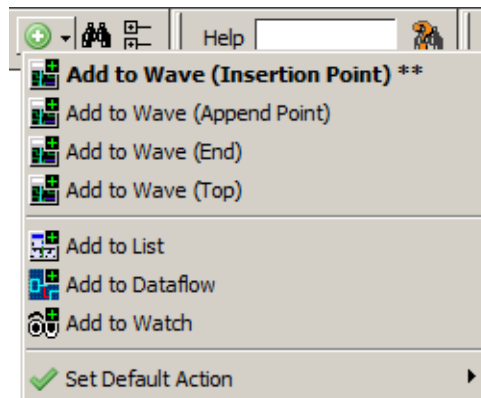 Help
Add to Wave (Insertion Point) **
Add to Wave (Append Point)
Add to Wave (End)
Add to Wave (Top)
Add to List
Add to Dataflow
Add to Watch
Set Default Action